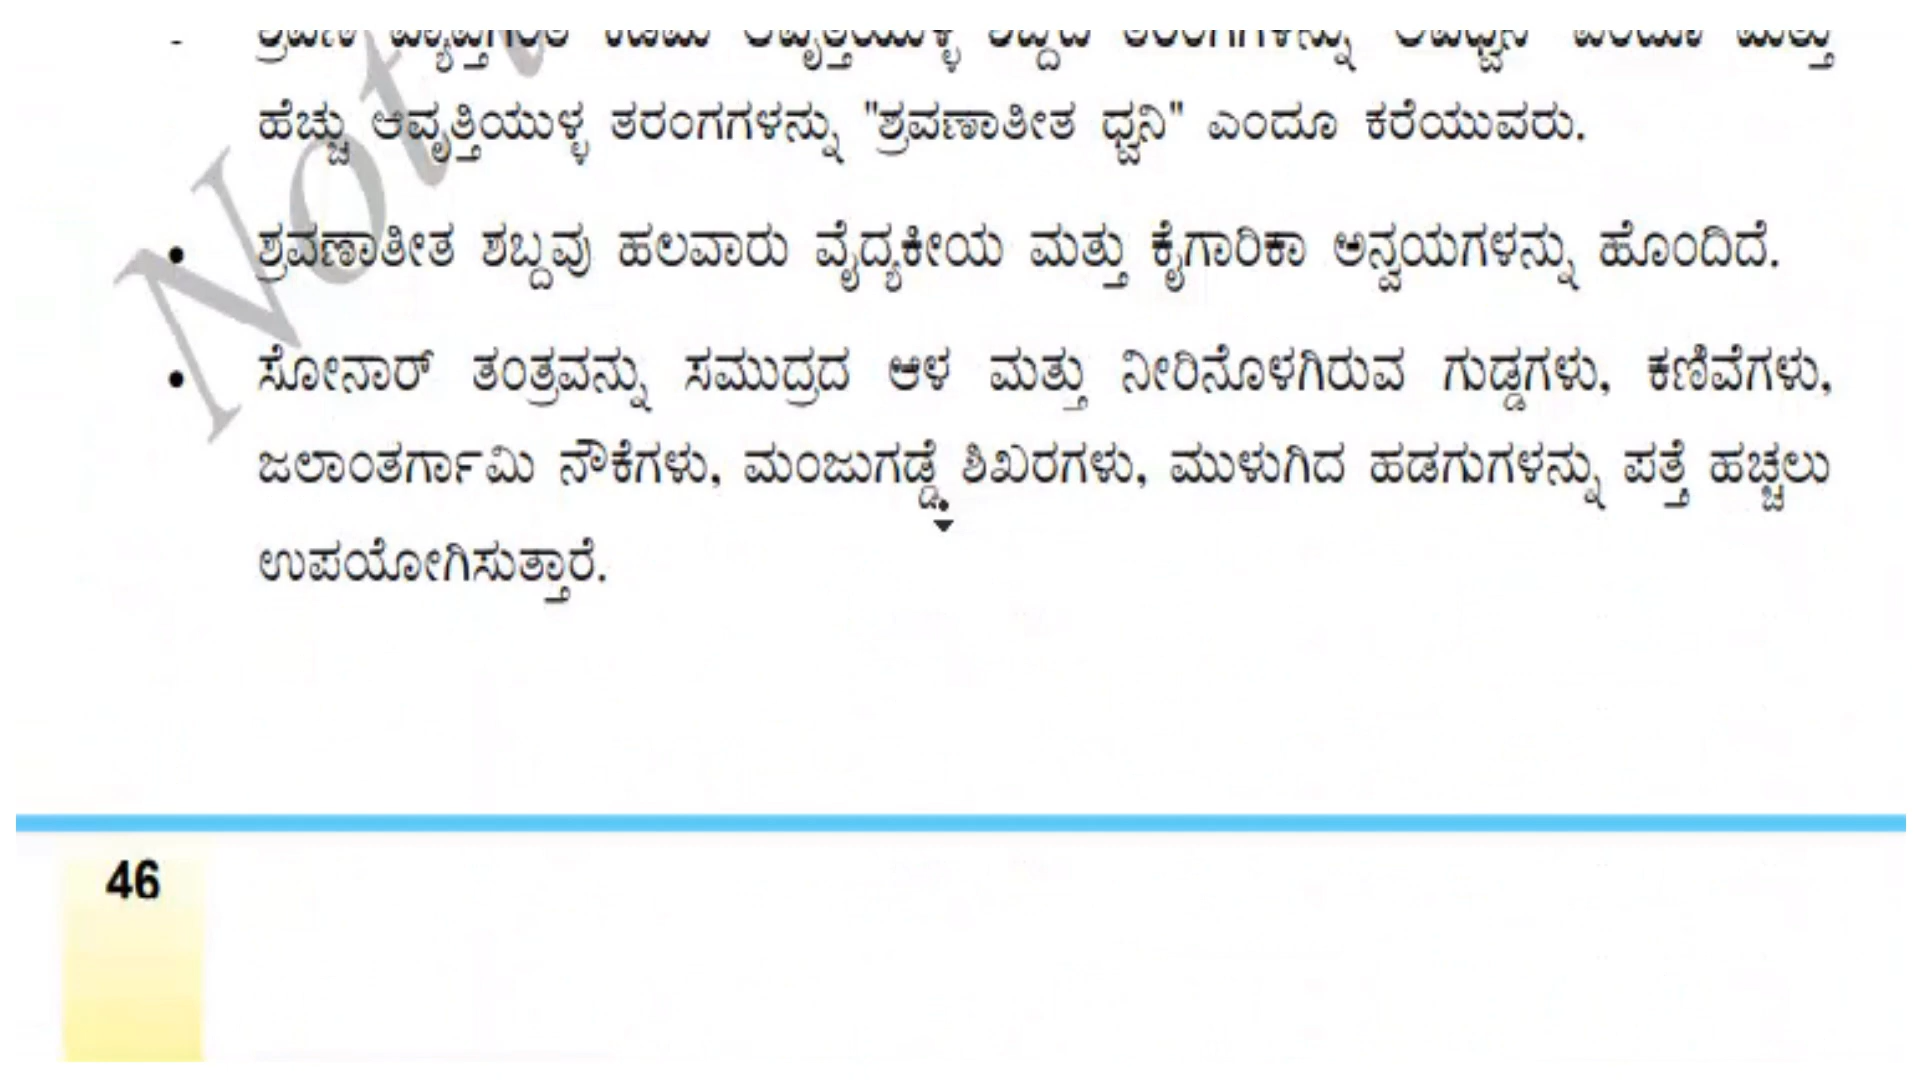 ಹೆಚ್ಚು ಆವೃತ್ತಿಯುಳ್ಳ ತರಂಗಗಳನ್ನು "ಶ್ರವಣಾತೀತ ಧ್ವನಿ" ಎಂದೂ ಕರೆಯುವರು.
• ಶ್ರವಣಾತೀತ ಶಬ್ದವು ಹಲವಾರು ವೈದ್ಯಕೀಯ ಮತ್ತು ಕೈಗಾರಿಕಾ ಅನ್ವಯಗಳನ್ನು ಹೊಂದಿದೆ.
• ಸೋನಾರ್ ತಂತ್ರವನ್ನು ಸಮುದ್ರದ ಆಳ ಮತ್ತು ನೀರಿನೊಳಗಿರುವ ಗುಡ್ಡಗಳು, ಕಣಿವೆಗಳು,
ಜಲಾಂತರ್ಗಾಮಿ ನೌಕೆಗಳು, ಮಂಜುಗಡ್ಡೆ ಶಿಖರಗಳು, ಮುಳುಗಿದ ಹಡಗುಗಳನ್ನು ಪತ್ತೆ ಹಚ್ಚಲು
ಉಪಯೋಗಿಸುತ್ತಾರೆ.
Not
46